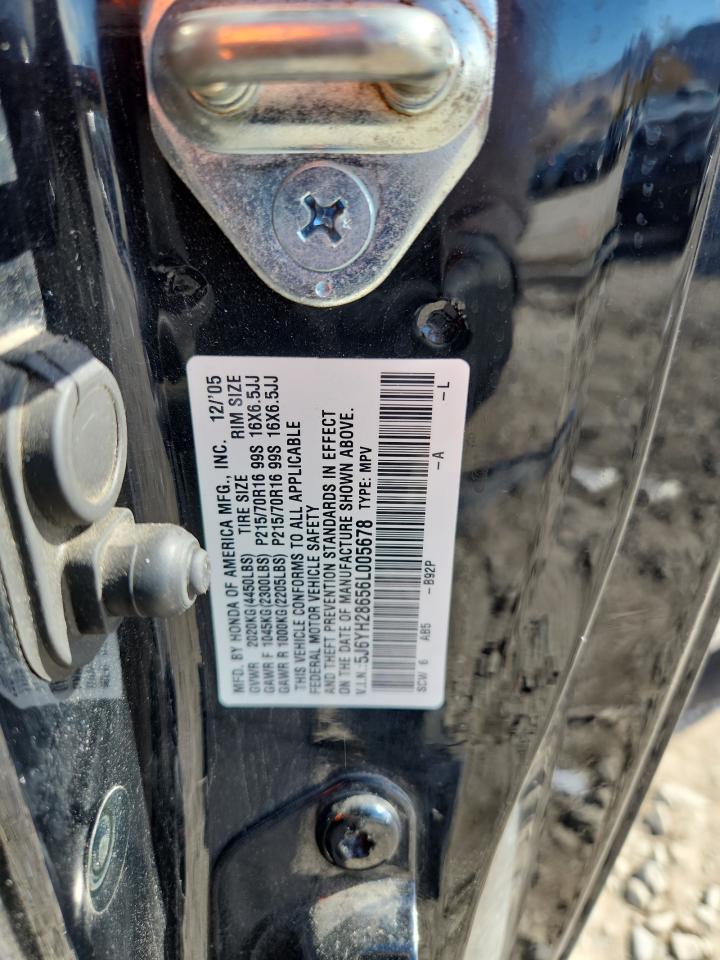 MFD. BY HONDA OF AMERICA MFG., INC. 12/'05
GVWR 2020KG(4450LBS) TIRE SIZE RIM SIZE
GAWR F 1045KG(2300LBS) P215/70R16 99S 16X6.5JJ
GAWR R 1000KG(2205LBS) P215/70R16 99S 16X6.5JJ
THIS VEHICLE CONFORMS TO ALL APPLICABLE
FEDERAL MOTOR VEHICLE SAFETY
AND THEFT PREVENTION STANDARDS IN EFFECT
ON THE DATE OF MANUFACTURE SHOWN ABOVE.
V.I.N.: 5J6YH28656L005678 TYPE: MPV
SCW 6 AB5 -B92P -A -L